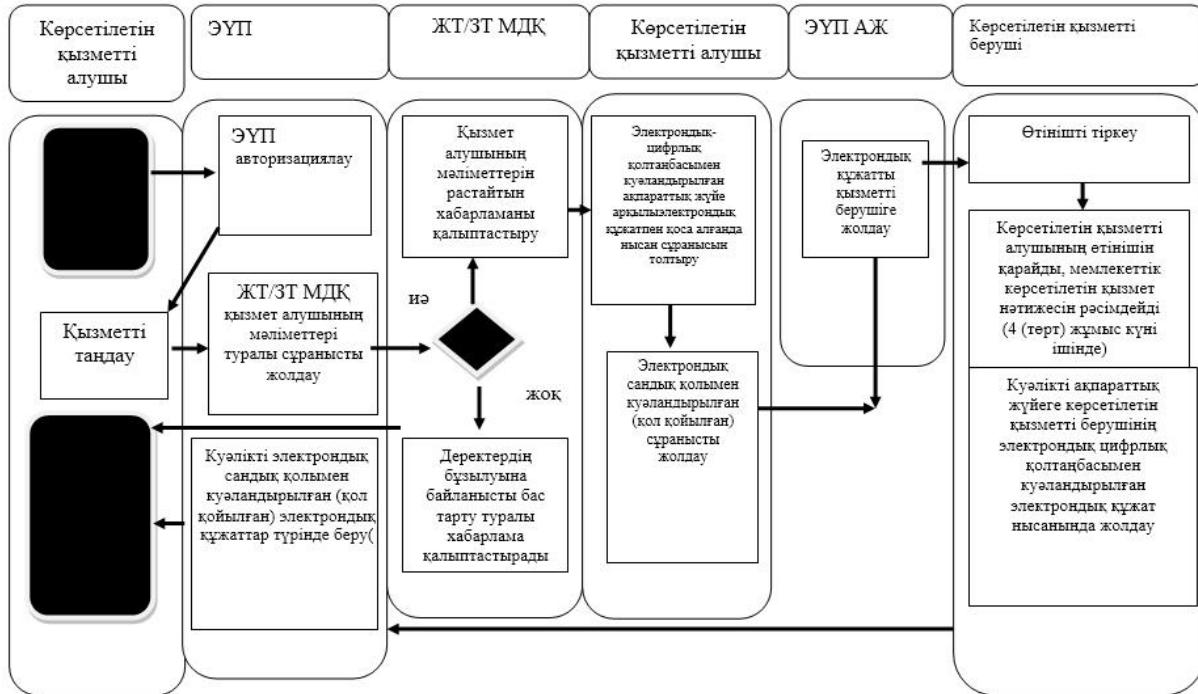 Көрсетілетін
қызметті
алушы
ЭҮП
ЖТ/ЗТ МДҚ
Көрсетілетін
қызметті алушы
ЭҮП АЖ
Көрсетілетін қызметті
беруші
ЭҮП
авторизациялау
Қызметті
таңдау
ЖТ/ЗТ МДҚ
қызмет алушының
мәліметтері
туралы сұранысты
жолдау
Куәлікті электрондық
сандық қолымен
куәландырылған (қол
қойылған) электрондық
құжаттар түрінде беру(
Қызмет
алушының
мәліметтерін
растайтын
хабарламаны
қалыптастыру
иә
жоқ
Деректердің
бұзылуына
байланысты бас
тарту туралы
хабарлама
қалыптастырады
Электрондық-
цифрлық
қолтаңбасымен
куәландырылған
ақпараттық жүйе
арқылыэлектрондық
құжатпен қоса алғанда
нысан сұранысын
толтыру
Электрондық
сандық қолымен
куәландырылған
(қол қойылған)
сұранысты
жолдау
Электрондық
құжатты
қызметті
берушіге
жолдау
Өтінішті тіркеу
Көрсетілетін қызметті
алушының өтінішін
қарайды, мемлекеттік
көрсетілетін қызмет
нәтижесін рәсімдейді
(4 (төрт) жұмыс күні
ішінде)
Куәлікті ақпараттық
жүйеге көрсетілетін
қызметті берушінің
электрондық цифрлық
қолтаңбасымен
куәландырылған
электрондық құжат
нысанында жолдау